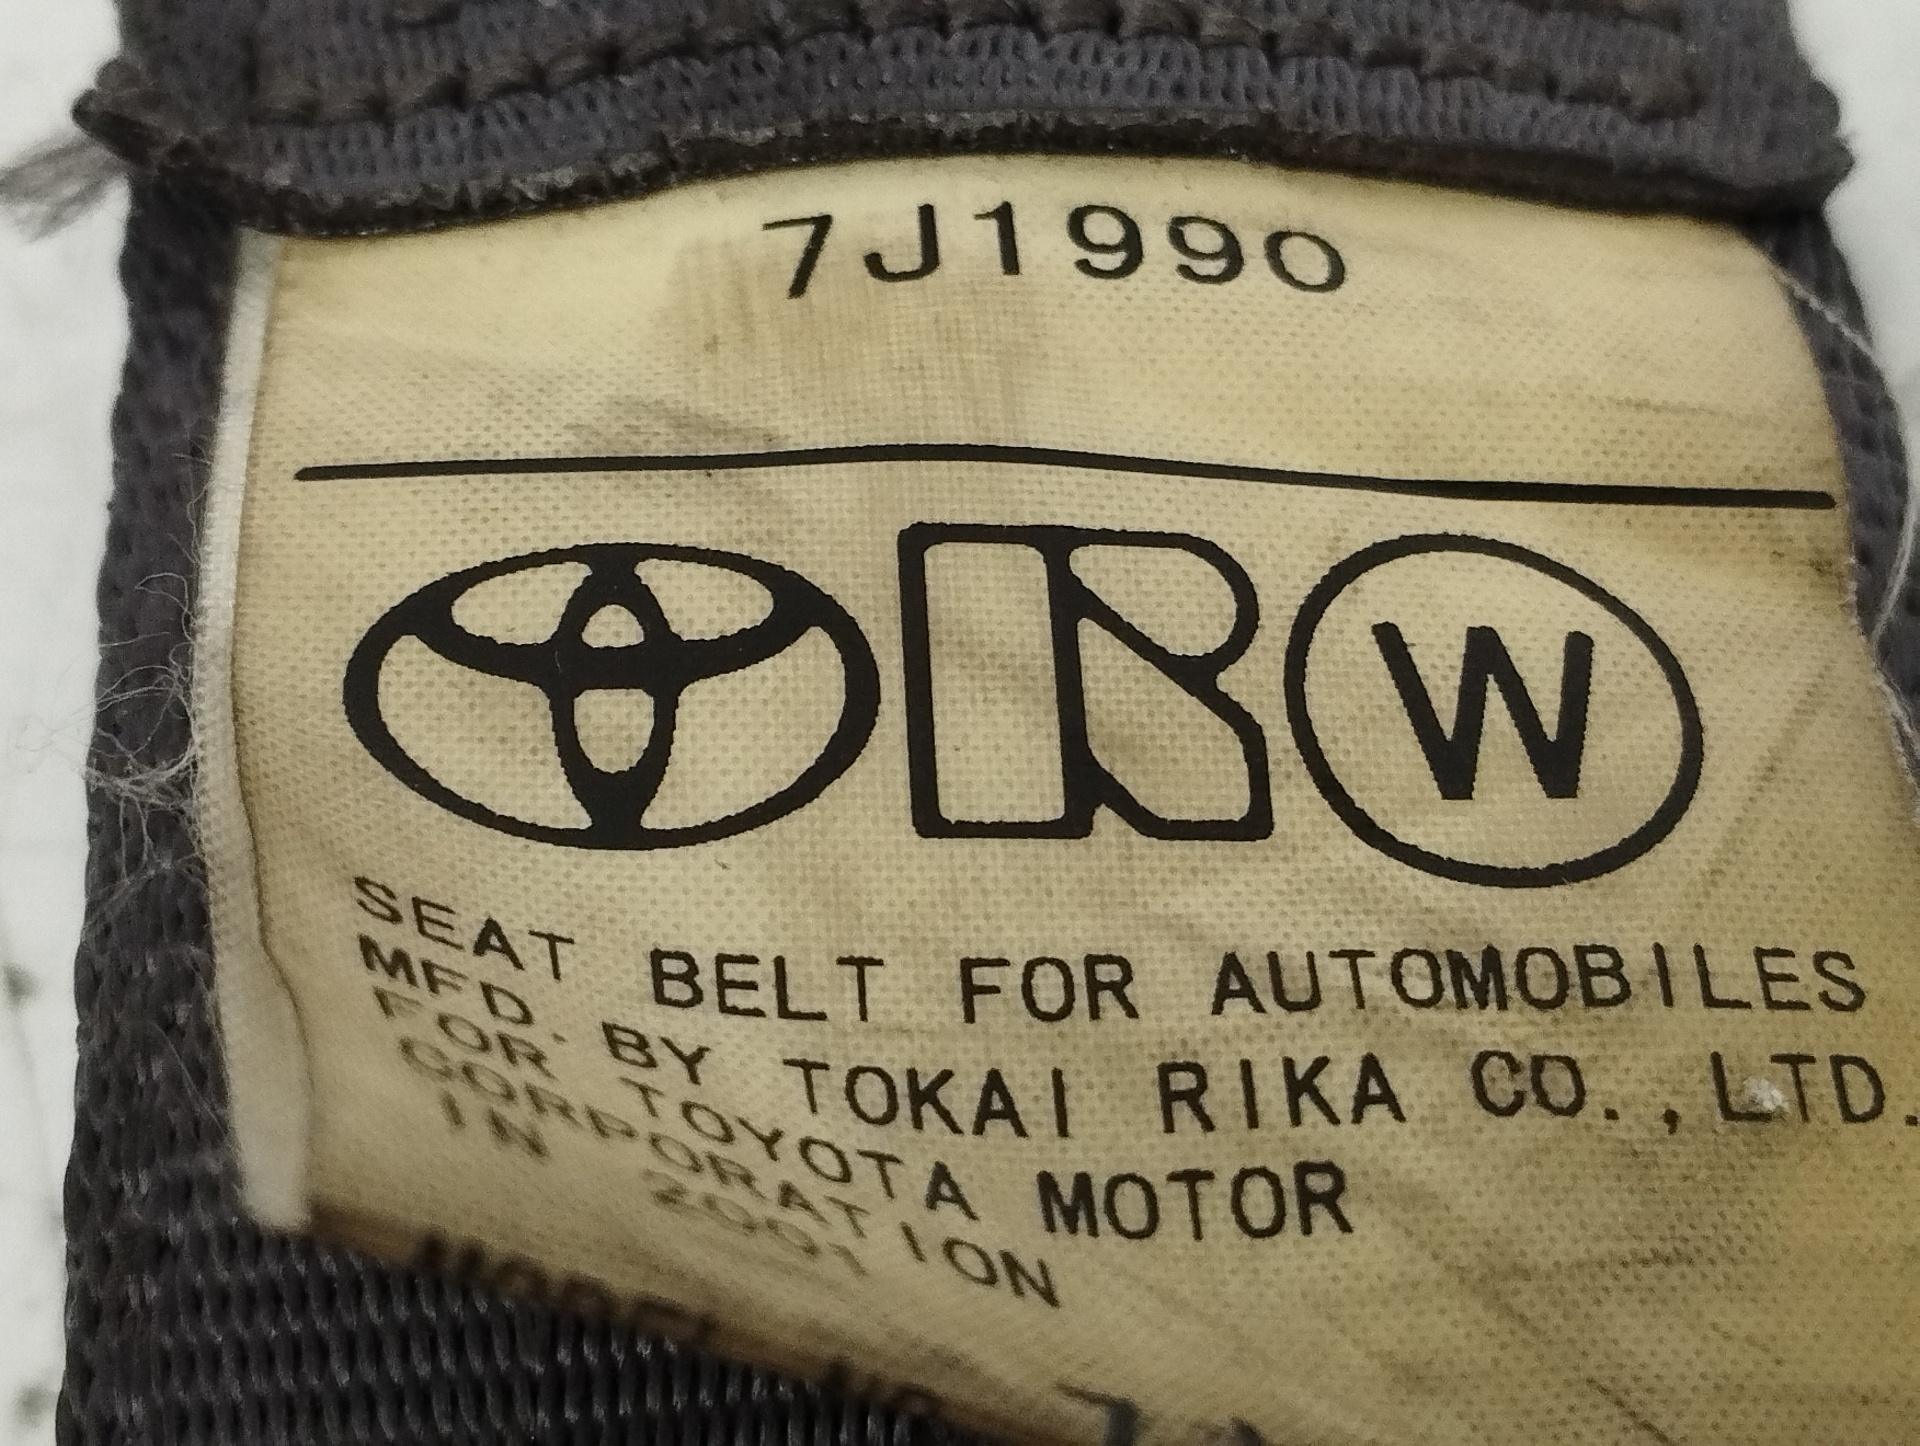 7J1990
W
SEAT BELT FOR AUTOMOBILES
MFD. BY TOKAI RIKA CO., LTD.
FOR TOYOTA MOTOR
CORPORATION
IN 2001